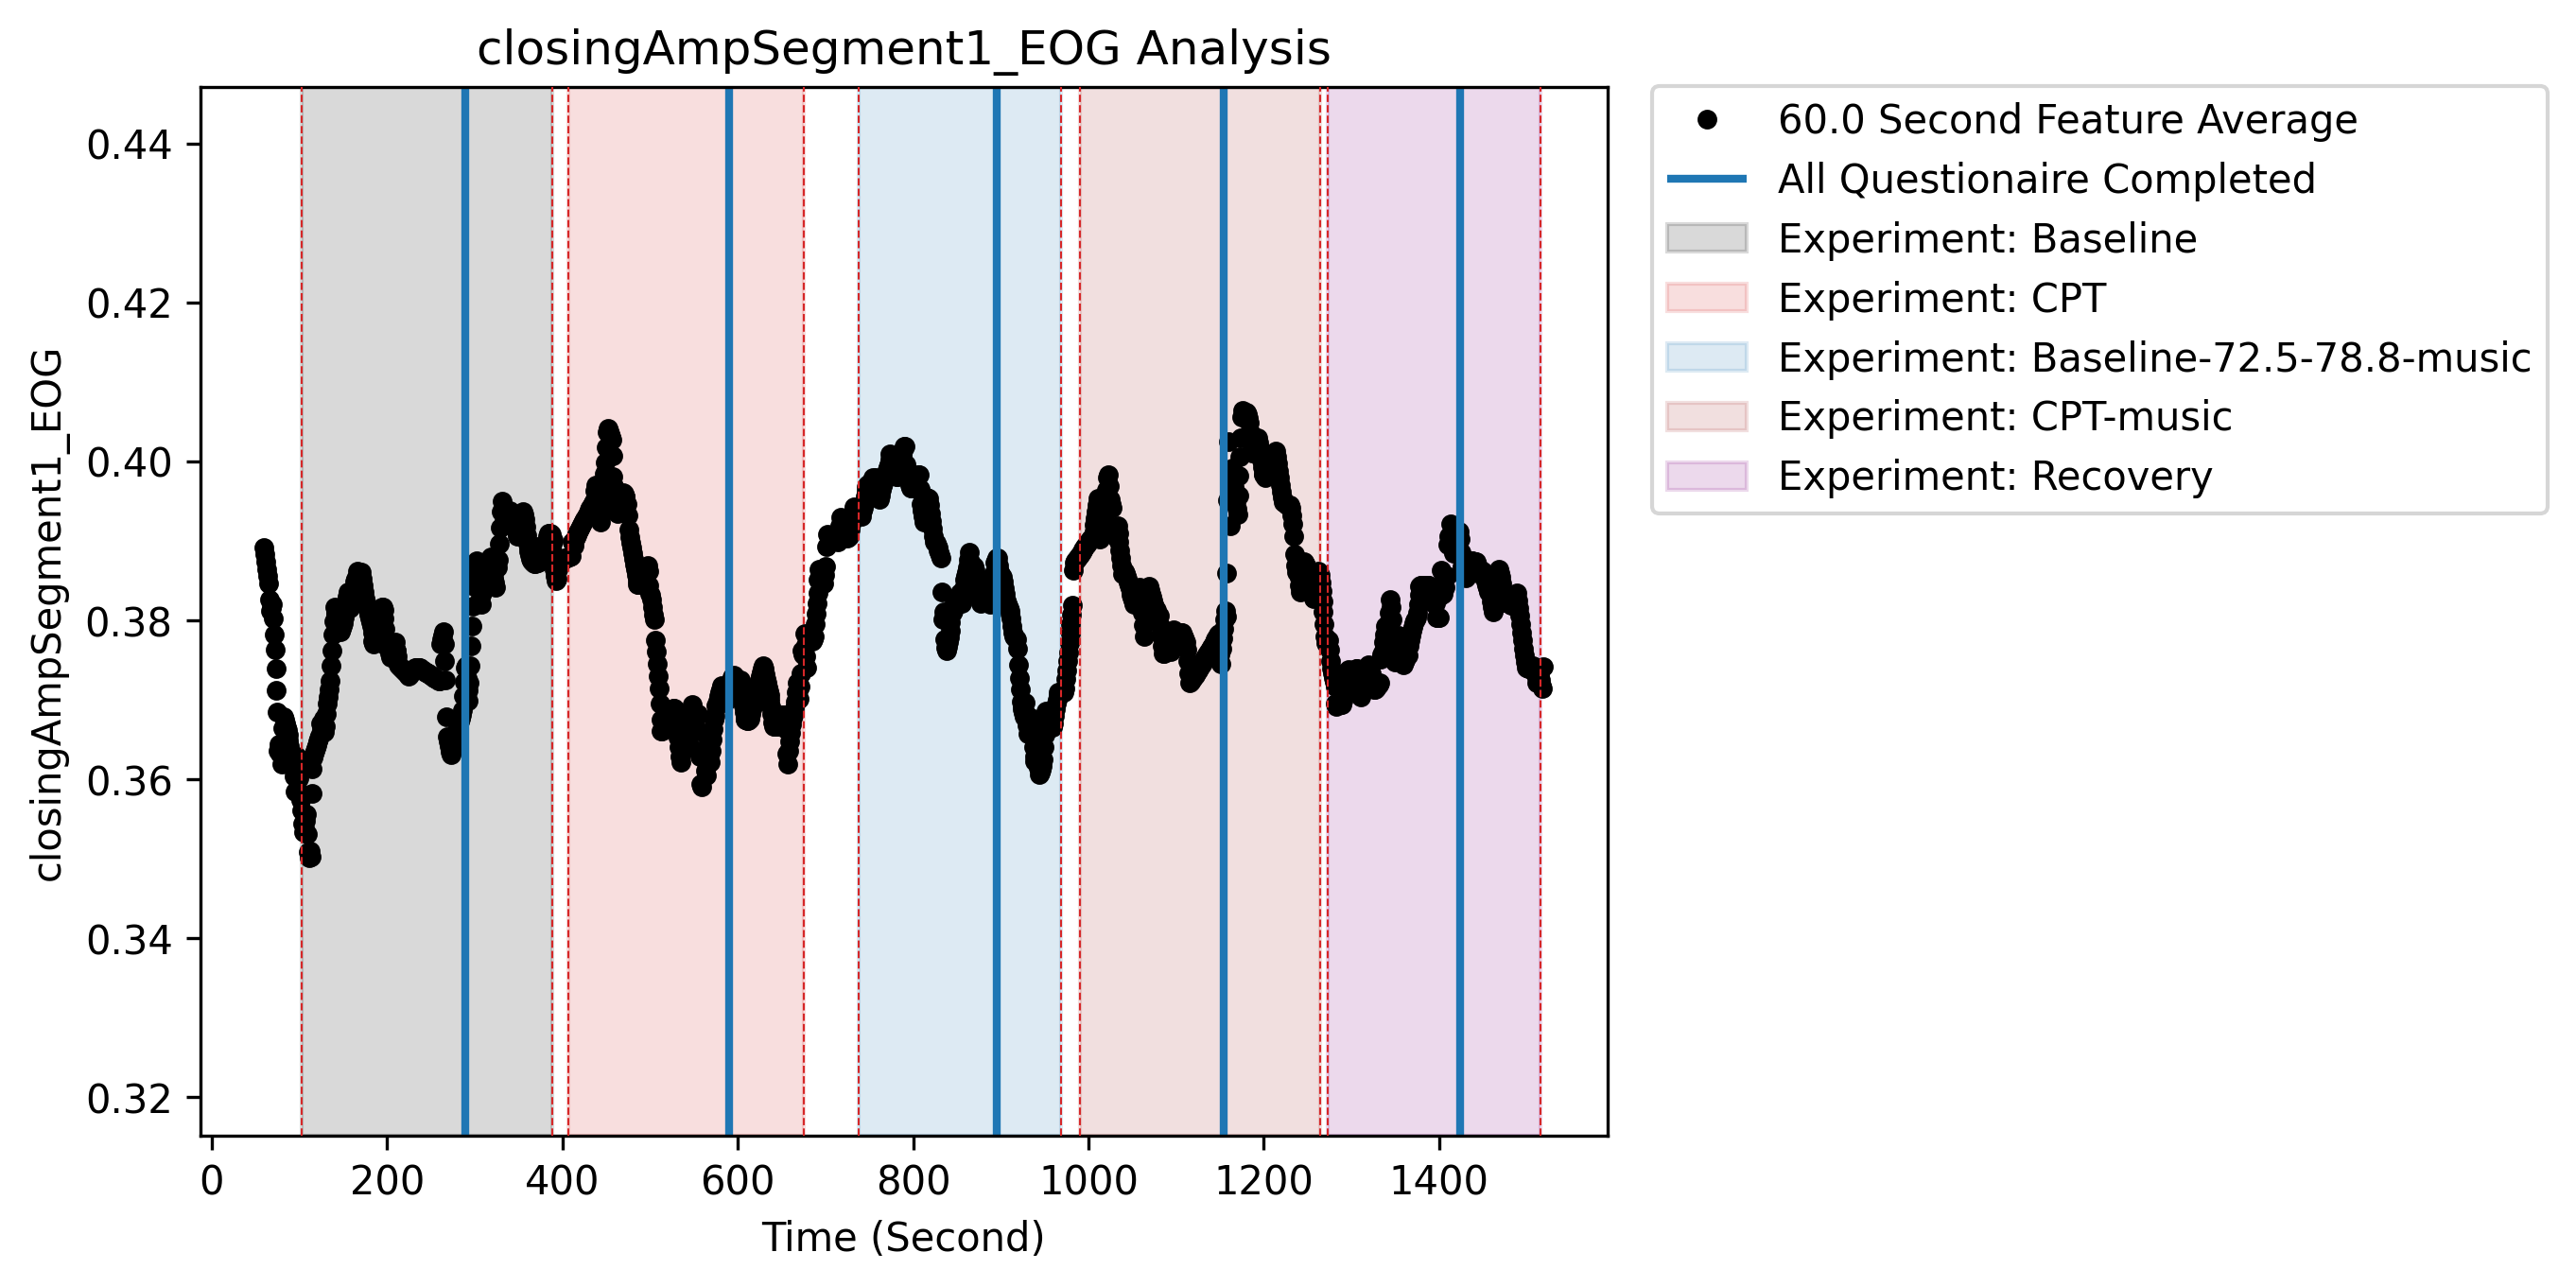 closingAmpSegment1_EOG Analysis
closingAmpSegment1_EOG
0.44
0.42
0.40
0.38
0.36
0.34
0.32
0 200 400 600 800 1000 1200 1400
Time (Second)
60.0 Second Feature Average
All Questionaire Completed
Experiment: Baseline
Experiment: CPT
Experiment: Baseline-72.5-78.8-music
Experiment: CPT-music
Experiment: Recovery